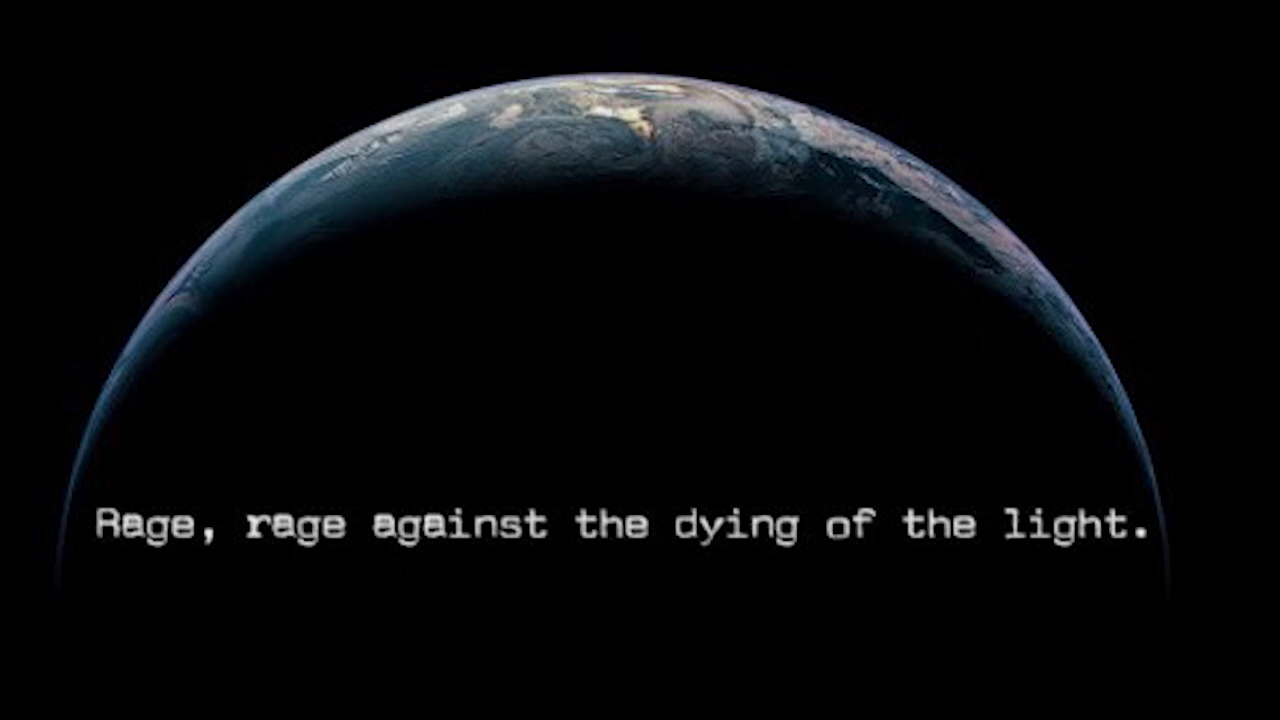 Rage, rage against the dying of the light.